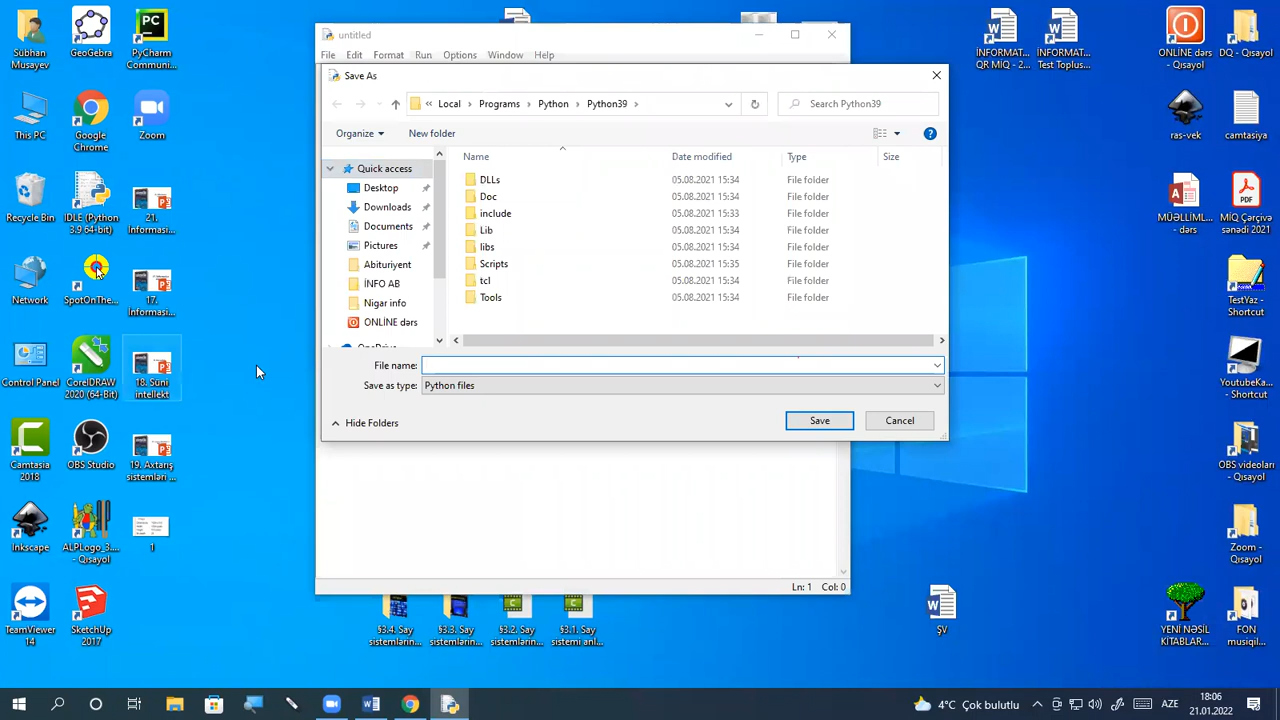 Subhan
Musayev
GeoGebra
PyCharm
Communi...
This PC
Google
Chrome
Zoom
Recycle Bin
IDLE (Python
3.9 64-bit)
21.
İnformasi...
Network
SpotOnThe...
17.
İnformasi...
Control Panel
CorelDRAW
2020 (64-Bit)
18. Süni
intellekt
Camtasia
2018
OBS Studio
19. Axtarış
sistemləri ...
Inkscape
ALPLogo_3....
- Qısayol
1
TeamViewer
14
SketchUp
2017
untitled
File Edit Format Run Options Window Help
Save As
« Local › Programs › Python › Python39 ›
Search Python39
Organize
New folder
Name Date modified Type Size
Quick access
Desktop
Downloads
Documents
Pictures
Abituriyent
İNFO AB
Nigar info
ONLİNE dərs
DLLs 05.08.2021 15:34 File folder
Doc 05.08.2021 15:34 File folder
include 05.08.2021 15:33 File folder
Lib 05.08.2021 15:34 File folder
libs 05.08.2021 15:34 File folder
Scripts 05.08.2021 15:35 File folder
tcl 05.08.2021 15:34 File folder
Tools 05.08.2021 15:34 File folder
File name:
Save as type: Python files
Hide Folders
Save Cancel
Ln: 1 Col: 0
§3.4. Say
sistemlərin...
§3.3. Say
sistemlərin...
§3.2. Say
sistemlərin...
§3.1. Say
sistemi anl...
ŞV
İNFORMAT...
QR MİQ - 2...
İNFORMAT...
Test Toplus...
ONLİNE dərs
- Qısayol
DQ - Qısayol
ras-vek
camtasiya
MÜƏLLİML...
- dərs
PDF
MİQ Çərçivə
sənədi 2021
TestYaz -
Shortcut
YoutubeKa...
- Shortcut
OBS videoları
- Qısayol
Zoom -
Qısayol
YENİ NƏSİL
KİTABLAR...
FON
musiqil...
4°C Çox bulutlu
AZE
18:06
21.01.2022